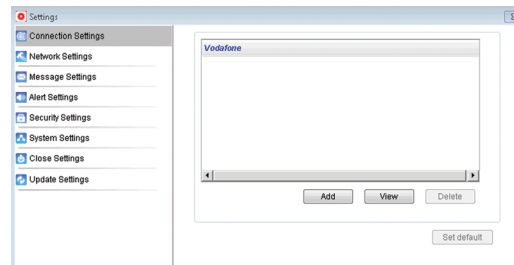 Settings
Connection Settings
Network Settings
Message Settings
Alert Settings
Security Settings
System Settings
Close Settings
Update Settings
Vodafone
Add
View
Delete
Set default